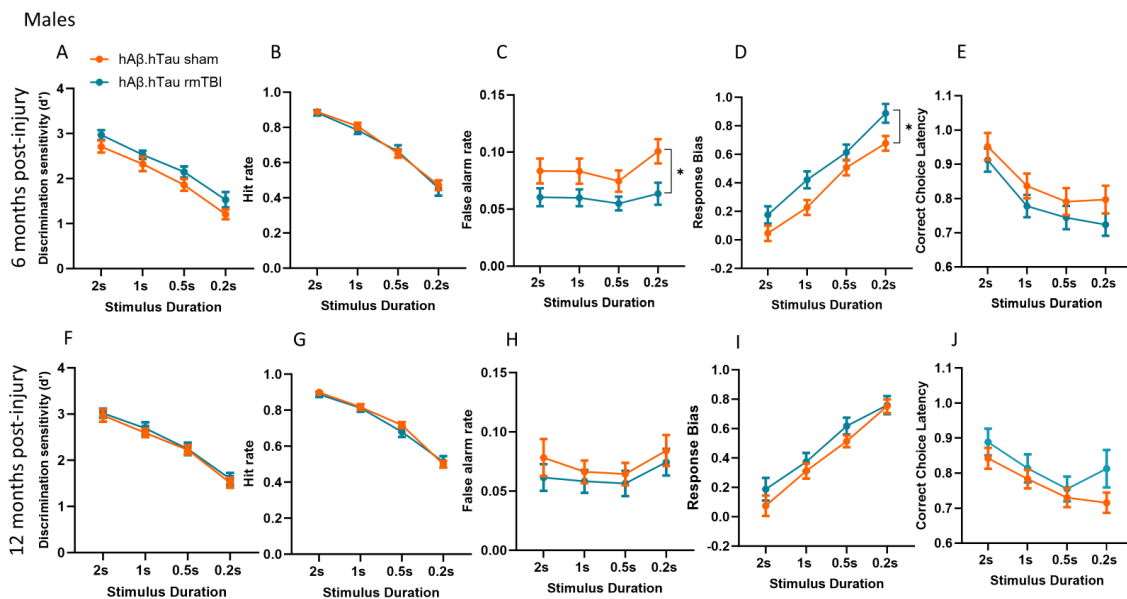 Males
A
B
C
D
E
hAβ.hTau sham
hAβ.hTau rmTBI
6 months post-injury
Discrimination sensitivity (d')
4
3
2
1
0
2s 1s 0.5s 0.2s
Stimulus Duration
Hit rate
1.0
0.8
0.6
0.4
0.2
0.0
2s 1s 0.5s 0.2s
Stimulus Duration
False alarm rate
0.15
0.10
0.05
0.00
*
2s 1s 0.5s 0.2s
Stimulus Duration
Response Bias
1.0
0.8
0.6
0.4
0.2
0.0
-0.2
*
2s 1s 0.5s 0.2s
Stimulus Duration
Correct Choice Latency
1.1
1.0
0.9
0.8
0.7
0.6
2s 1s 0.5s 0.2s
Stimulus Duration
F
G
H
I
J
12 months post-injury
Discrimination sensitivity (d')
4
3
2
1
0
2s 1s 0.5s 0.2s
Stimulus Duration
Hit rate
1.0
0.8
0.6
0.4
0.2
0.0
2s 1s 0.5s 0.2s
Stimulus Duration
False alarm rate
0.15
0.10
0.05
0.00
2s 1s 0.5s 0.2s
Stimulus Duration
Response Bias
1.0
0.8
0.6
0.4
0.2
0.0
-0.2
2s 1s 0.5s 0.2s
Stimulus Duration
Correct Choice Latency
1.1
1.0
0.9
0.8
0.7
0.6
2s 1s 0.5s 0.2s
Stimulus Duration